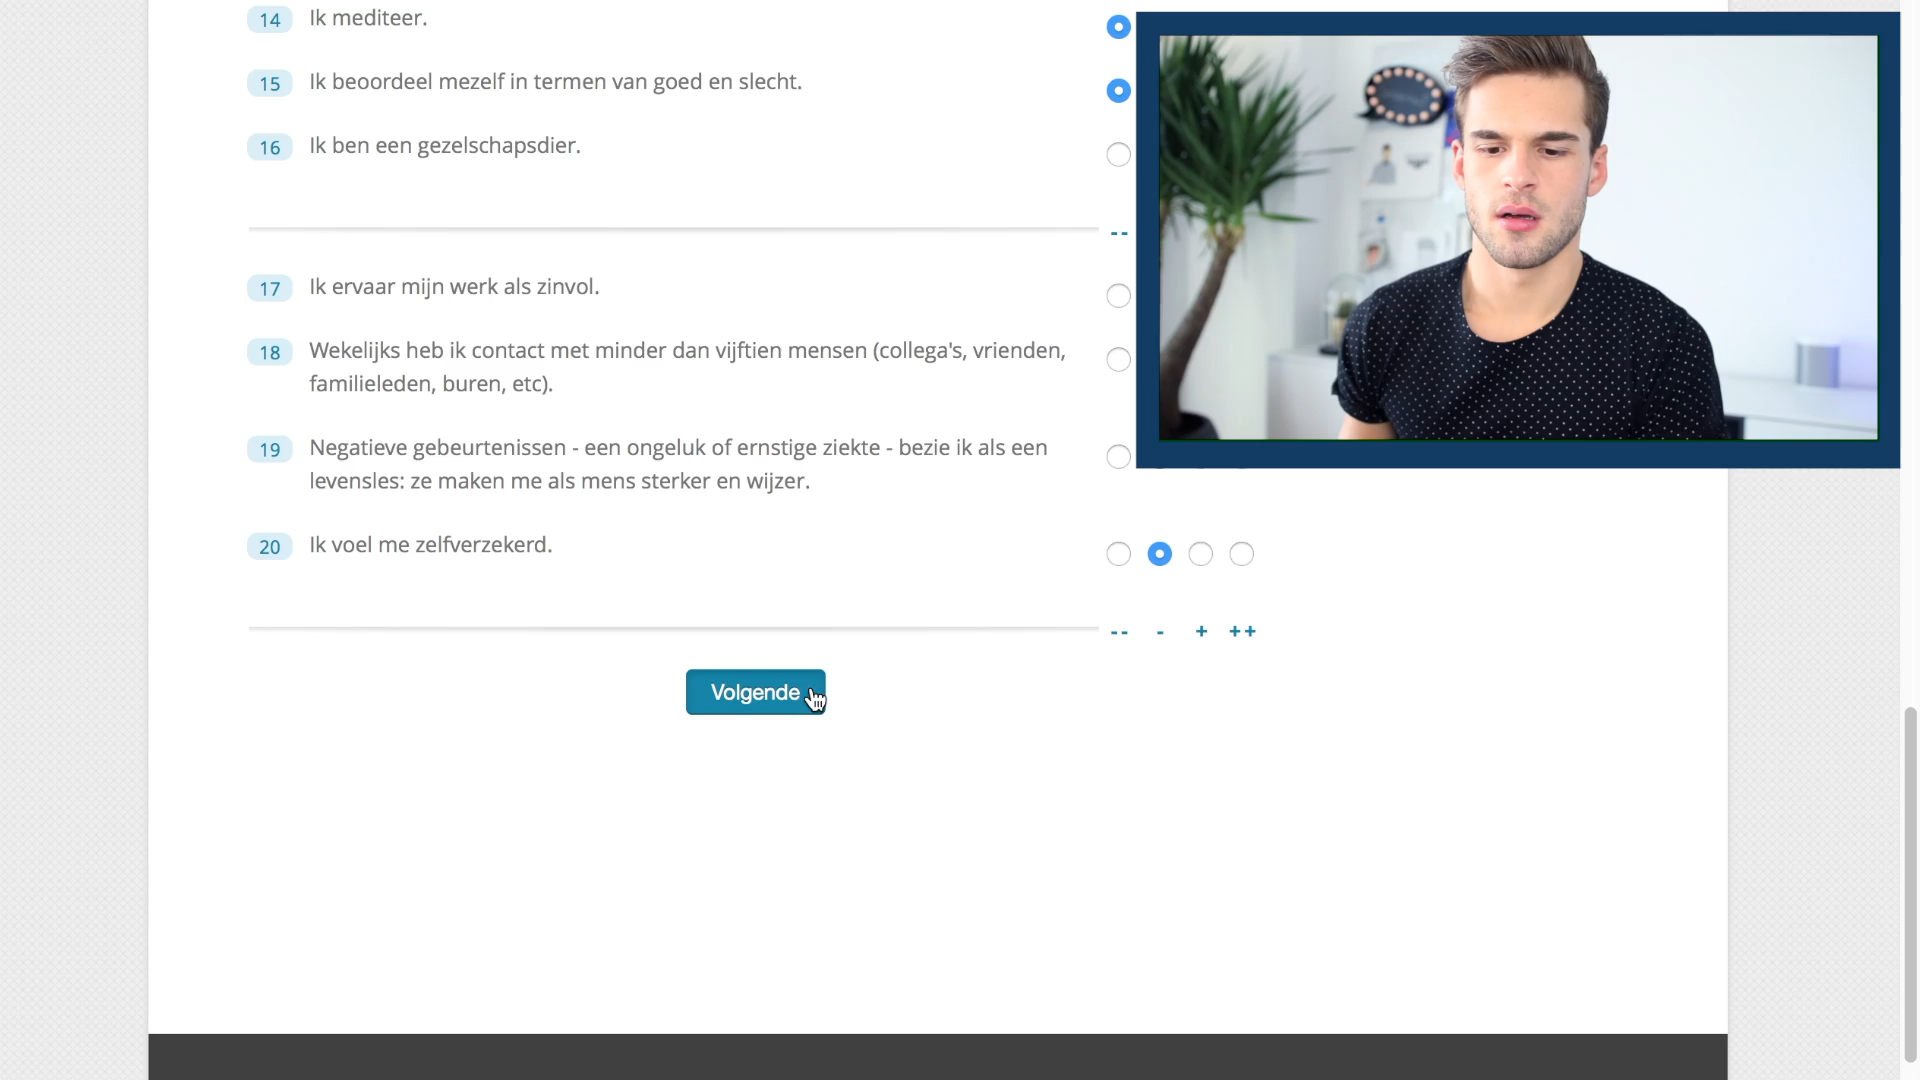 14 Ik mediteer.
15 Ik beoordeel mezelf in termen van goed en slecht.
16 Ik ben een gezelschapsdier.
--
17 Ik ervaar mijn werk als zinvol.
18 Wekelijks heb ik contact met minder dan vijftien mensen (collega's, vrienden,
familieleden, buren, etc).
19 Negatieve gebeurtenissen - een ongeluk of ernstige ziekte - bezie ik als een
levensles: ze maken me als mens sterker en wijzer.
20 Ik voel me zelfverzekerd.
-- - + ++
Volgende